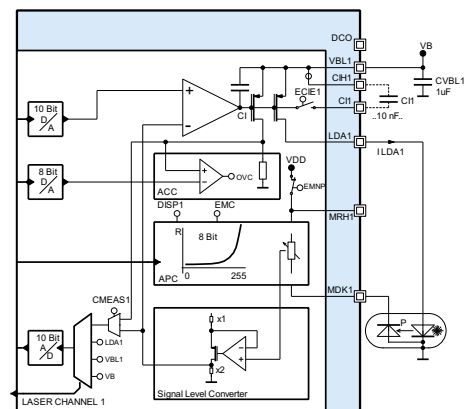 DCO
VBL1
VB
CIH1
CVBL1
1uF
ECIE1
CI1
CI1
..10 nF..
CI
10 Bit
D
A
+
−
LDA1
I LDA1
8 Bit
D
A
+
−
OVC
ACC
VDD
EMNP
DISP1
EMC
MRH1
R
8 Bit
0
255
APC
MDK1
CMEAS1
x1
P
10 Bit
A
D
LDA1
VBL1
VB
−
+
x2
Signal Level Converter
LASER CHANNEL 1